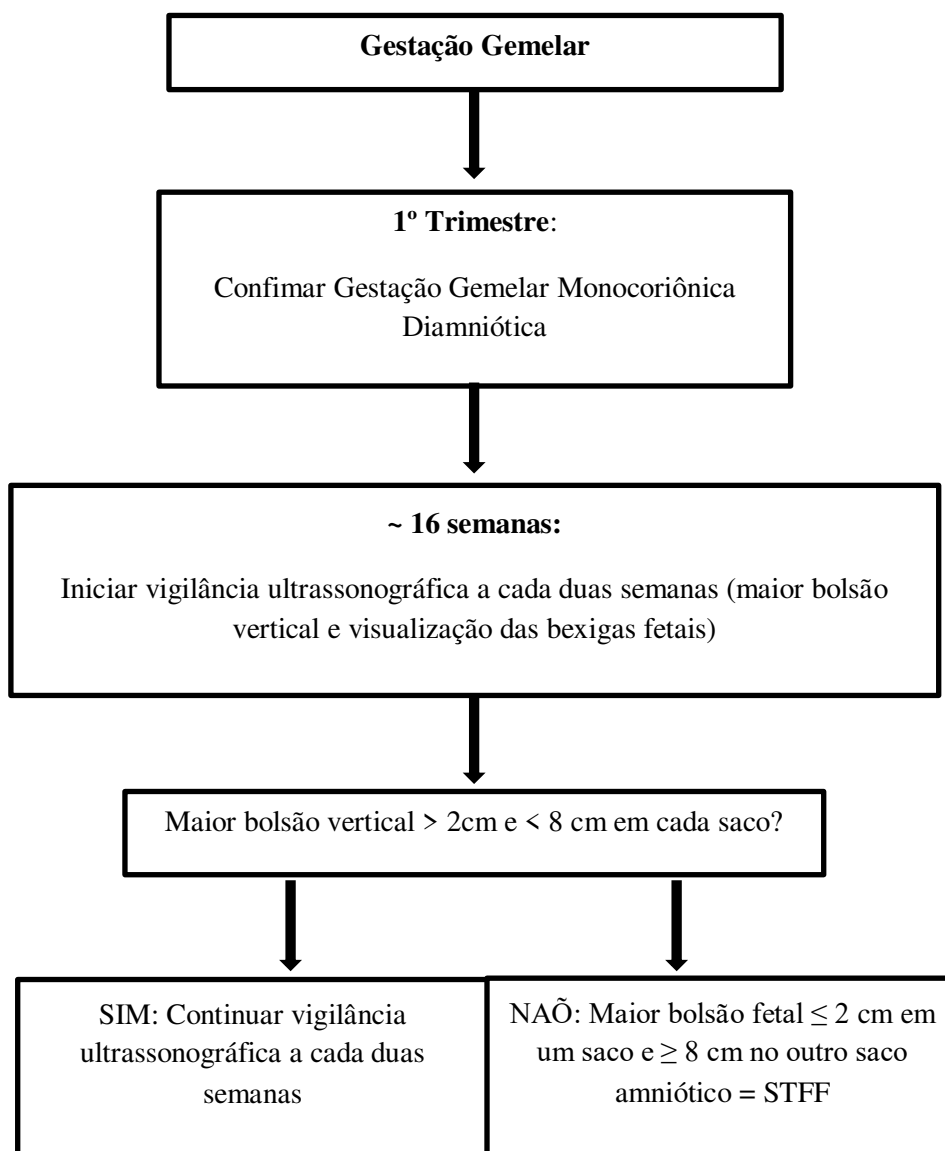 Gestação Gemelar
1º Trimestre:
Confimar Gestação Gemelar Monocoriônica
Diamniótica
~ 16 semanas:
Iniciar vigilância ultrassonográfica a cada duas semanas (maior bolsão
vertical e visualização das bexigas fetais)
Maior bolsão vertical > 2cm e < 8 cm em cada saco?
SIM: Continuar vigilância
ultrassonográfica a cada duas
semanas
NAÕ: Maior bolsão fetal ≤ 2 cm em
um saco e ≥ 8 cm no outro saco
amniótico = STFF